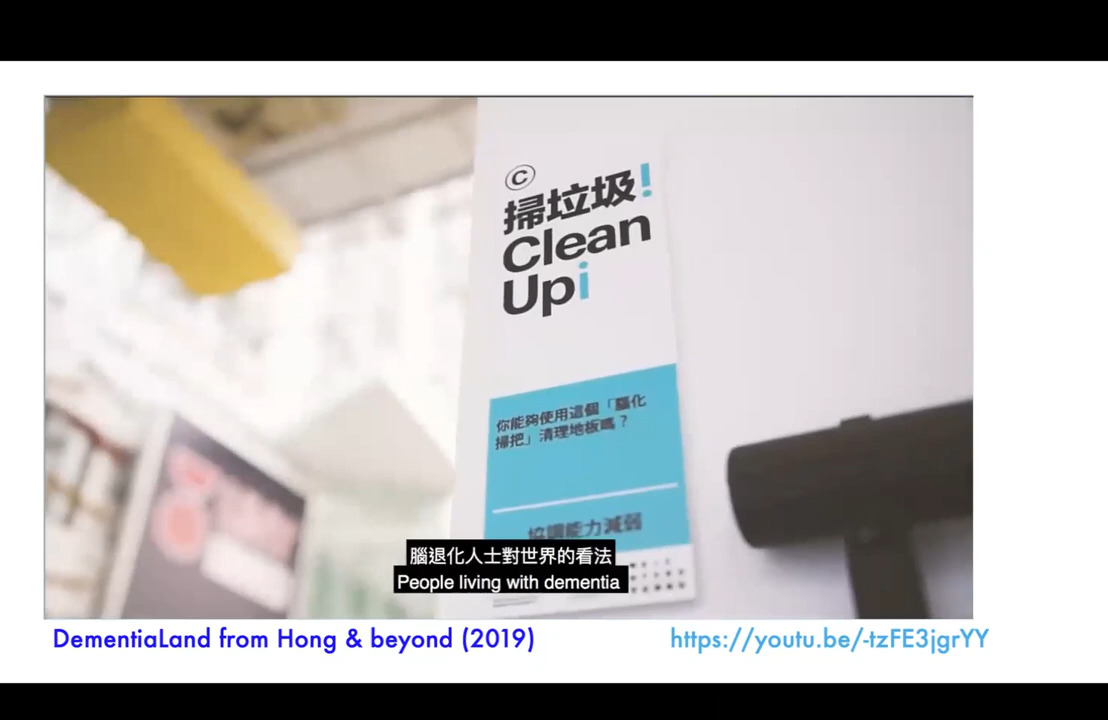 ©
掃垃圾!
Clean
Up¡
你能夠使用這個「腦化
掃把」清理地板嗎？
協調能力減弱
腦退化人士對世界的看法
People living with dementia
DementiaLand from Hong & beyond (2019)
https://youtu.be/-tzFE3jgrYY